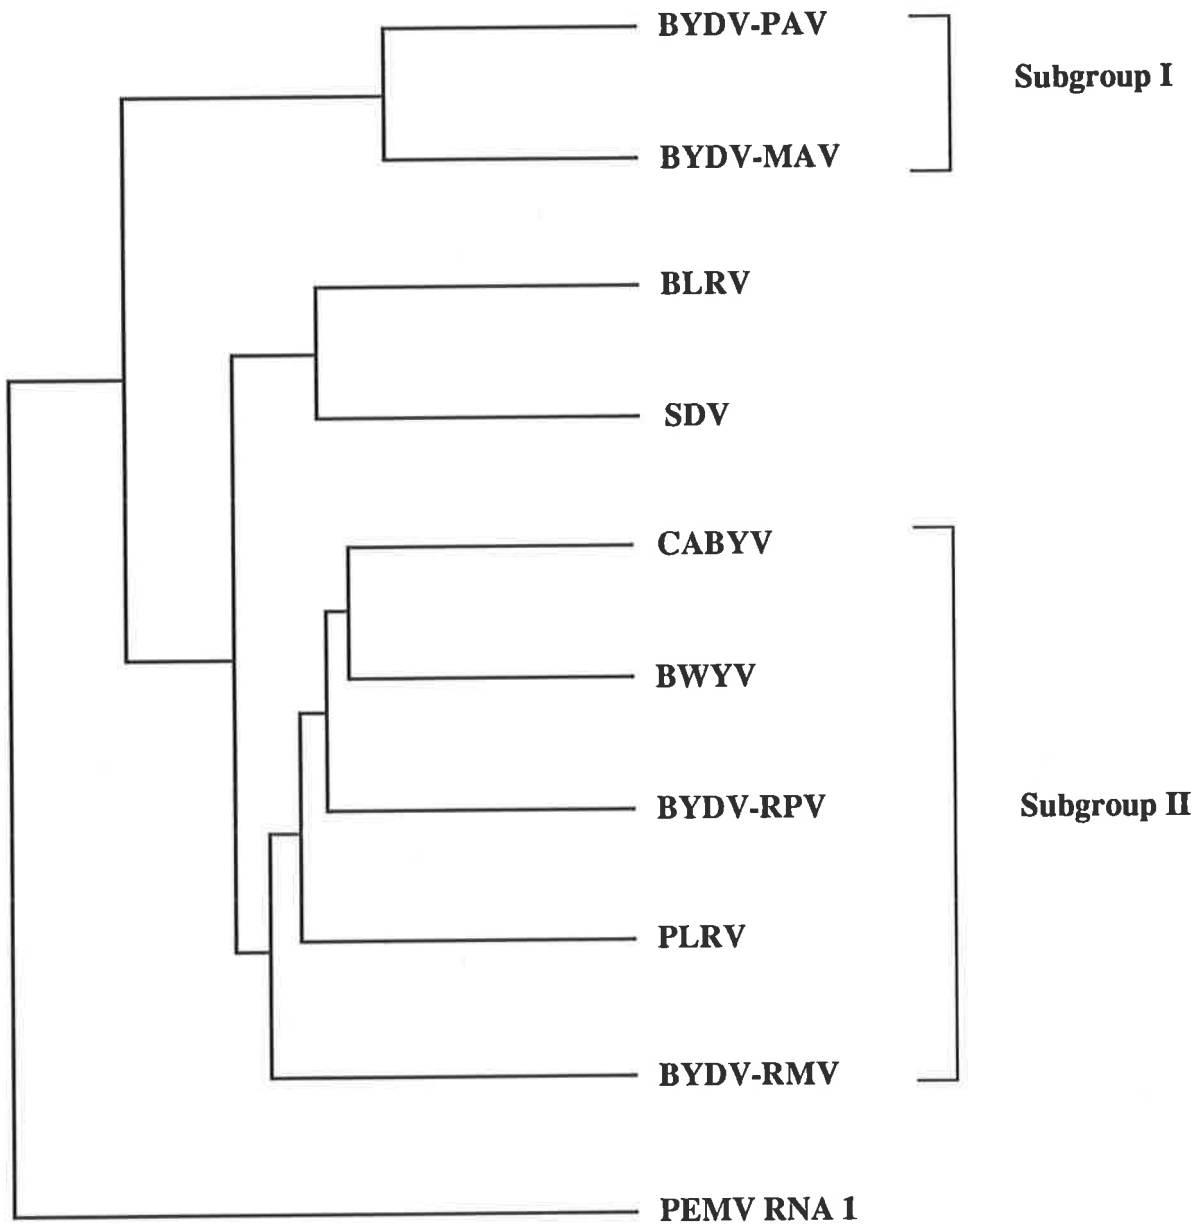 BYDV-PAV
Subgroup I
BYDV-MAV
BLRV
SDV
CABYV
BWYV
BYDV-RPV
Subgroup II
PLRV
BYDV-RMV
PEMV RNA 1